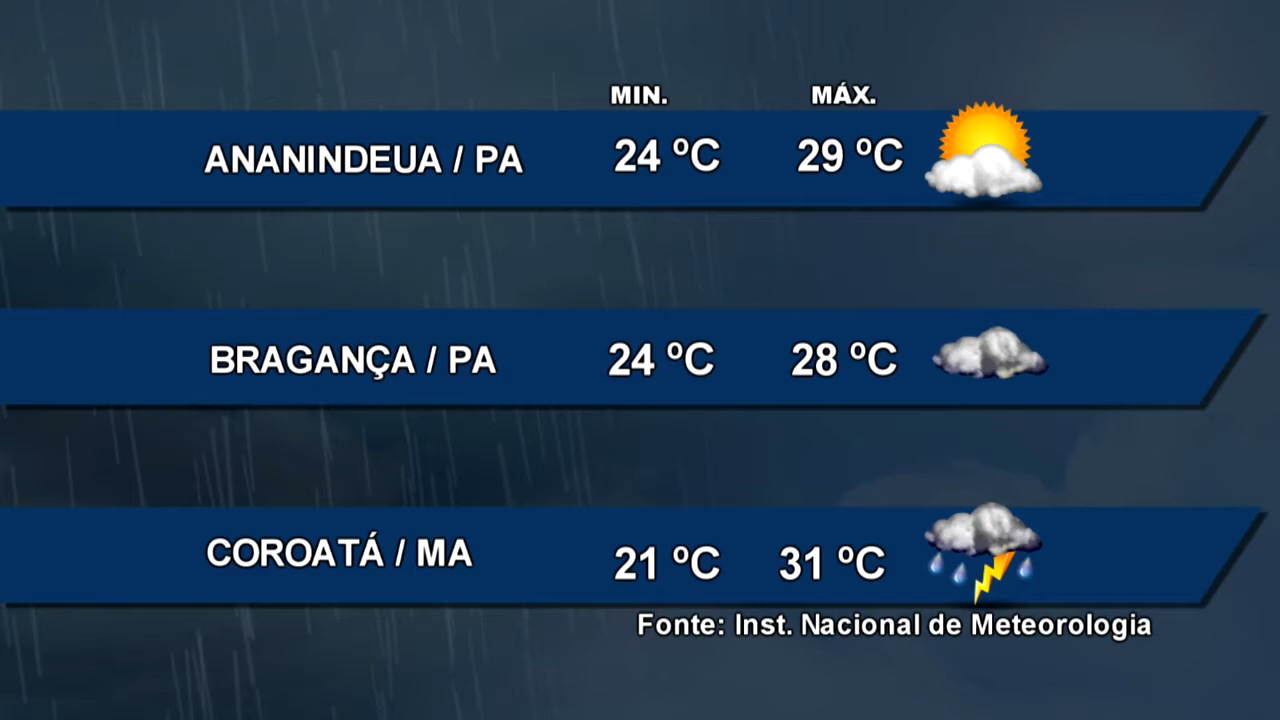 MIN. MÁX.
ANANINDEUA / PA 24 ºC 29 ºC
BRAGANÇA / PA 24 ºC 28 ºC
COROATÁ / MA 21 ºC 31 ºC
Fonte: Inst. Nacional de Meteorologia